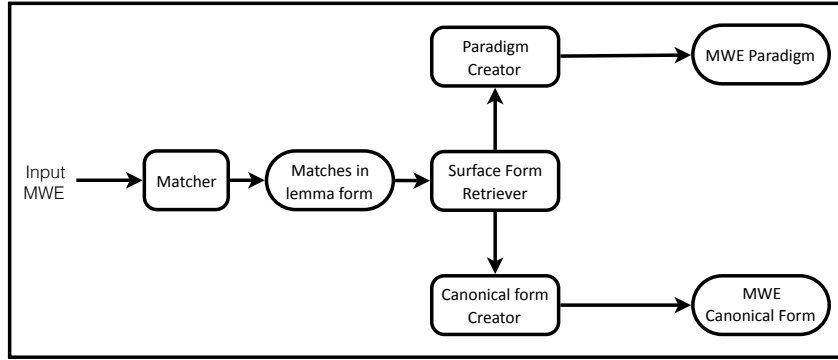 Paradigm
Creator
MWE Paradigm
Input
MWE
Matcher
Matches in
lemma form
Surface Form
Retriever
Canonical form
Creator
MWE
Canonical Form